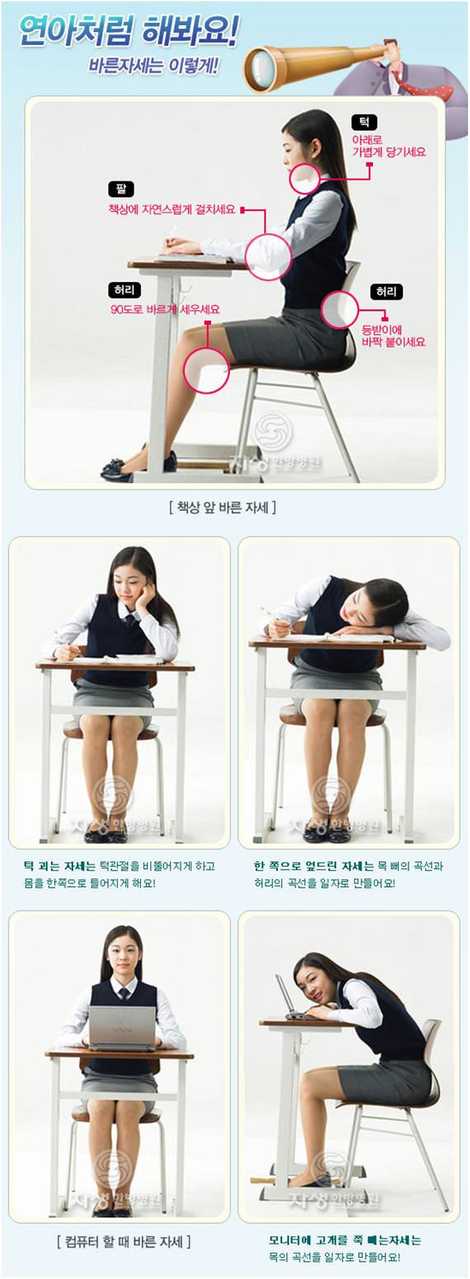 연아처럼 해봐요!
바른자세는 이렇게!
턱
아래로
가볍게 당기세요
팔
책상에 자연스럽게 걸치세요
허리
90도로 바르게 세우세요
허리
등받이에
바짝 붙이세요
자생한방병원
[ 책상 앞 바른 자세 ]
자생한방병원
자생한방병원
턱 괴는 자세는 턱관절을 비뚤어지게 하고
몸을 한쪽으로 틀어지게 해요!
한 쪽으로 엎드린 자세는 목 뼈의 곡선과
허리의 곡선을 일자로 만들어요!
자생한방병원
자생한방병원
[ 컴퓨터 할 때 바른 자세 ]
모니터에 고개를 쭉 빼는자세는
목의 곡선을 일자로 만들어요!